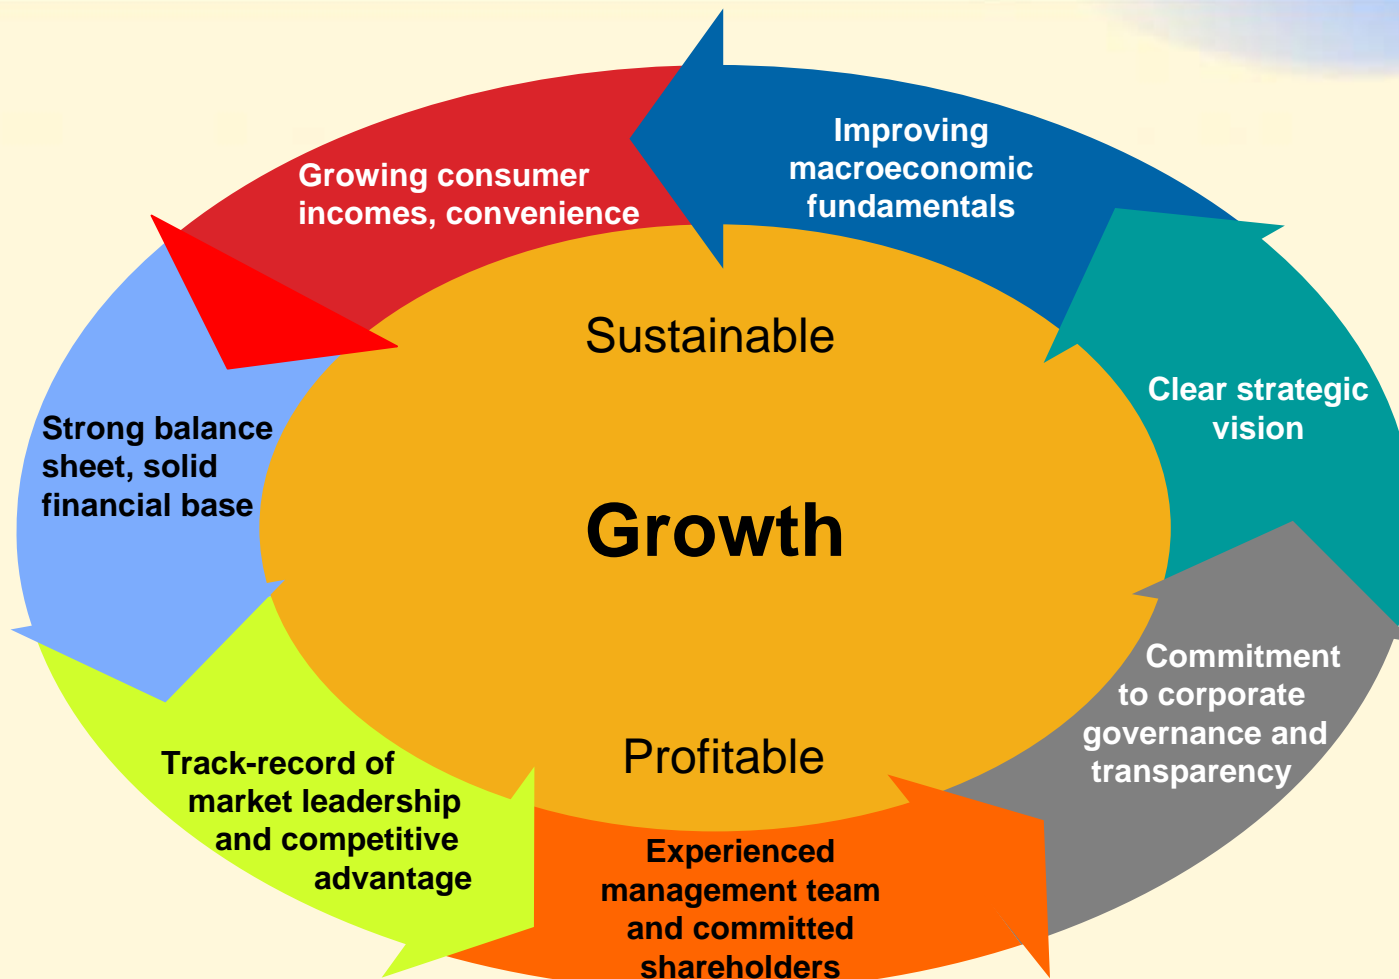 Improving
macroeconomic
fundamentals
Growing consumer
incomes, convenience
Sustainable
Clear strategic
vision
Strong balance
sheet, solid
financial base
Growth
Commitment
to corporate
governance and
transparency
Profitable
Track-record of
market leadership
and competitive
advantage
Experienced
management team
and committed
shareholders